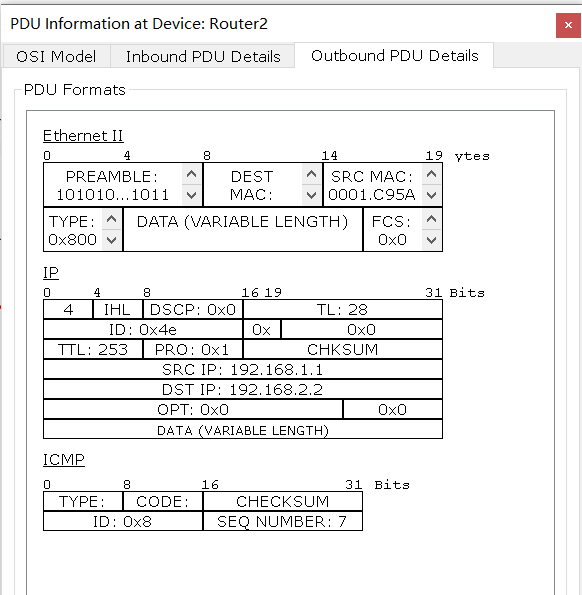 PDU Information at Device: Router2
OSI Model Inbound PDU Details Outbound PDU Details
PDU Formats
Ethernet II
0 4 8 14 19 ytes
PREAMBLE: DEST SRC MAC:
101010...1011 MAC: 0001.C95A
TYPE: DATA (VARIABLE LENGTH) FCS:
0x800 0x0
IP
0 4 8 16 19 31 Bits
4 IHL DSCP: 0x0 TL: 28
ID: 0x4e 0x 0x0
TTL: 253 PRO: 0x1 CHKSUM
SRC IP: 192.168.1.1
DST IP: 192.168.2.2
OPT: 0x0 0x0
DATA (VARIABLE LENGTH)
ICMP
0 8 16 31 Bits
TYPE: CODE: CHECKSUM
ID: 0x8 SEQ NUMBER: 7